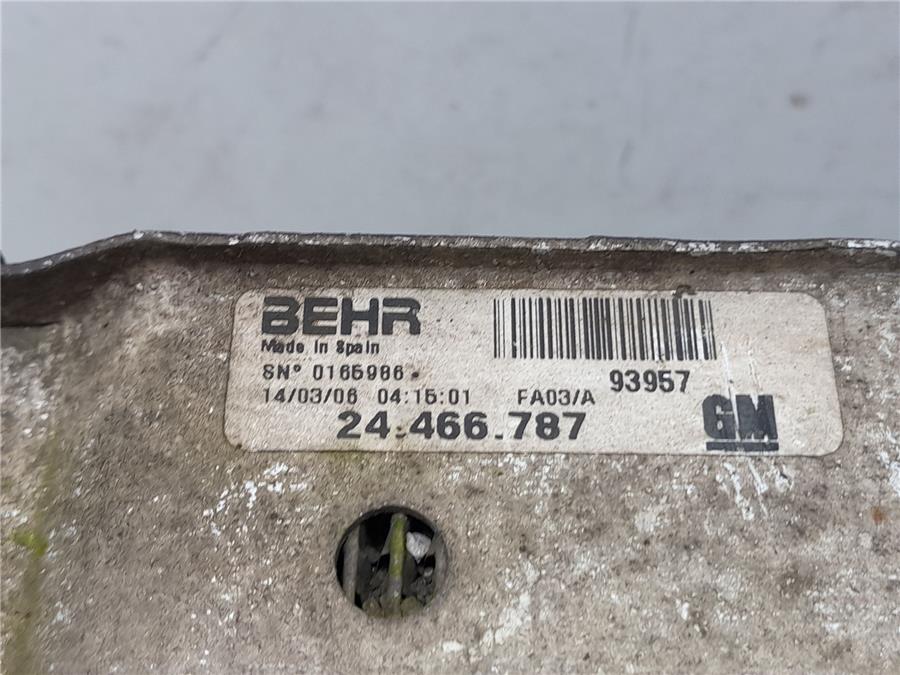 BEHR
Made in Spain
SN° 0165986
14/03/06 04:15:01 FA03/A 93957
24.466.787 GM